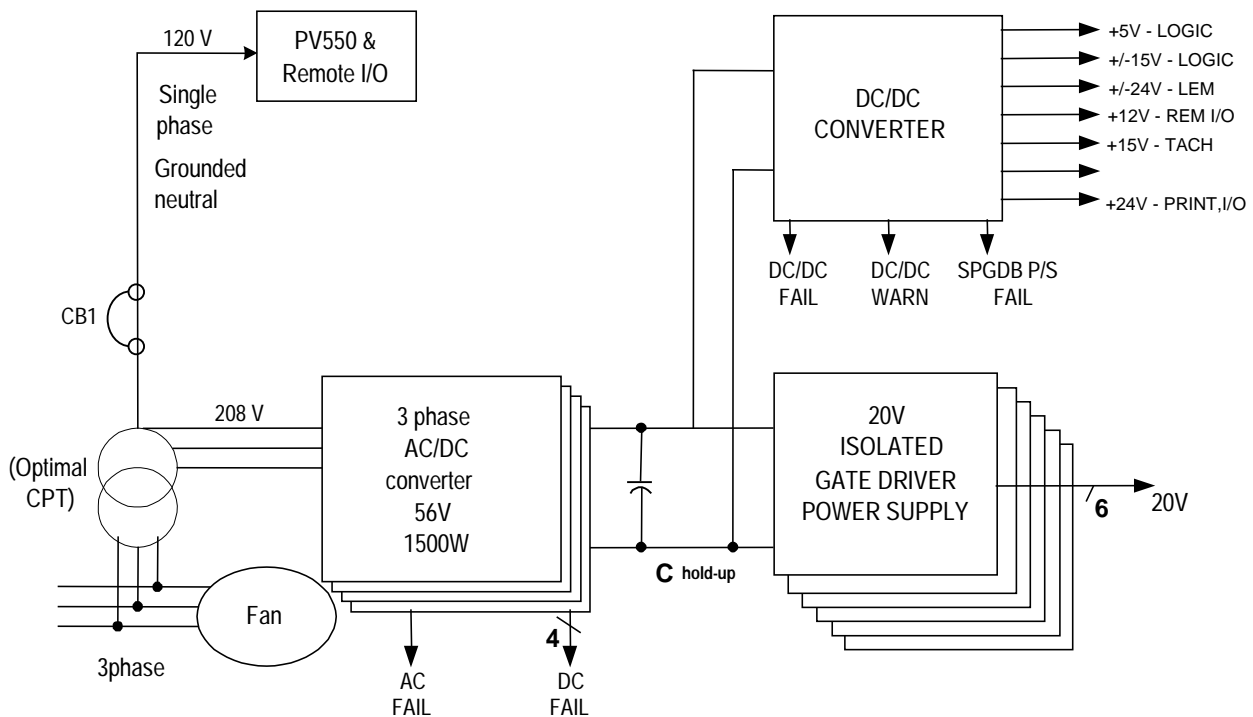 120 V
PV550 &
Remote I/O
Single
phase
Grounded
neutral
CB1
DC/DC
CONVERTER
+5V - LOGIC
+/-15V - LOGIC
+/-24V - LEM
+12V - REM I/O
+15V - TACH
+24V - PRINT,I/O
DC/DC
FAIL
DC/DC
WARN
SPGDB P/S
FAIL
208 V
(Optimal
CPT)
3 phase
AC/DC
converter
56V
1500W
C hold-up
20V
ISOLATED
GATE DRIVER
POWER SUPPLY
6
20V
Fan
3phase
4
AC
FAIL
DC
FAIL